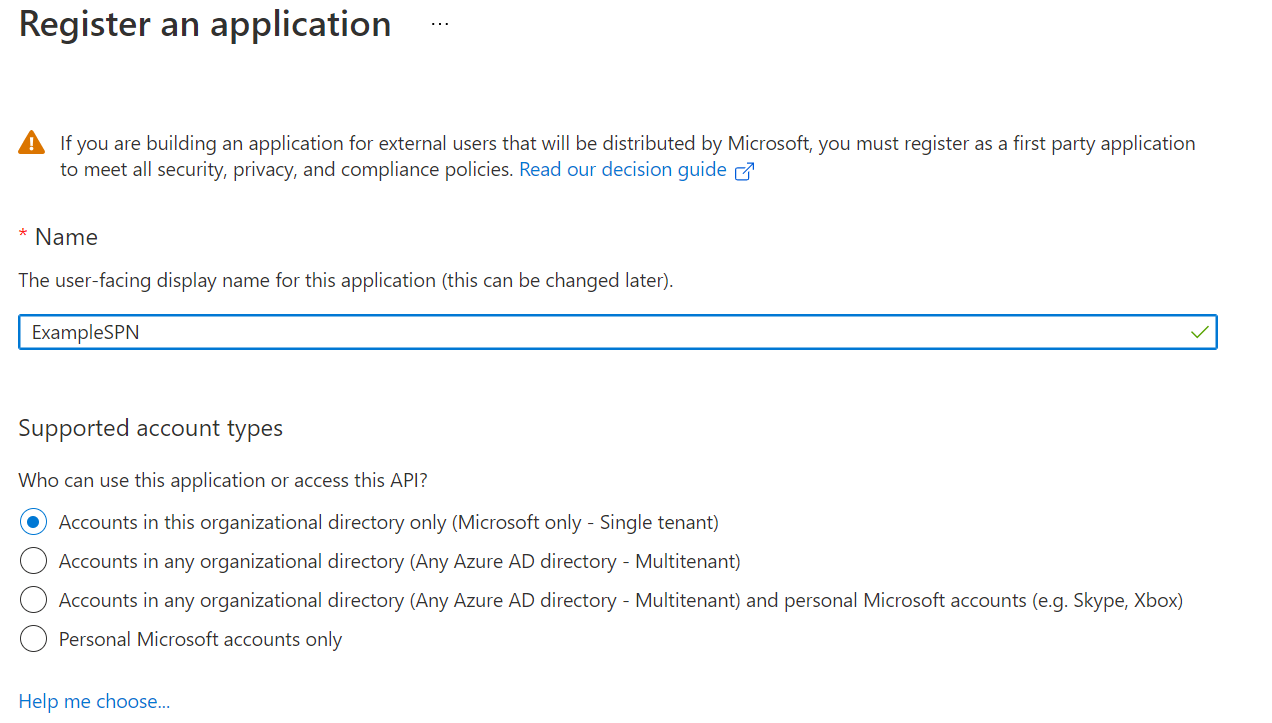 Register an application ...
If you are building an application for external users that will be distributed by Microsoft, you must register as a first party application
to meet all security, privacy, and compliance policies. Read our decision guide
* Name
The user-facing display name for this application (this can be changed later).
ExampleSPN
Supported account types
Who can use this application or access this API?
Accounts in this organizational directory only (Microsoft only - Single tenant)
Accounts in any organizational directory (Any Azure AD directory - Multitenant)
Accounts in any organizational directory (Any Azure AD directory - Multitenant) and personal Microsoft accounts (e.g. Skype, Xbox)
Personal Microsoft accounts only
Help me choose...